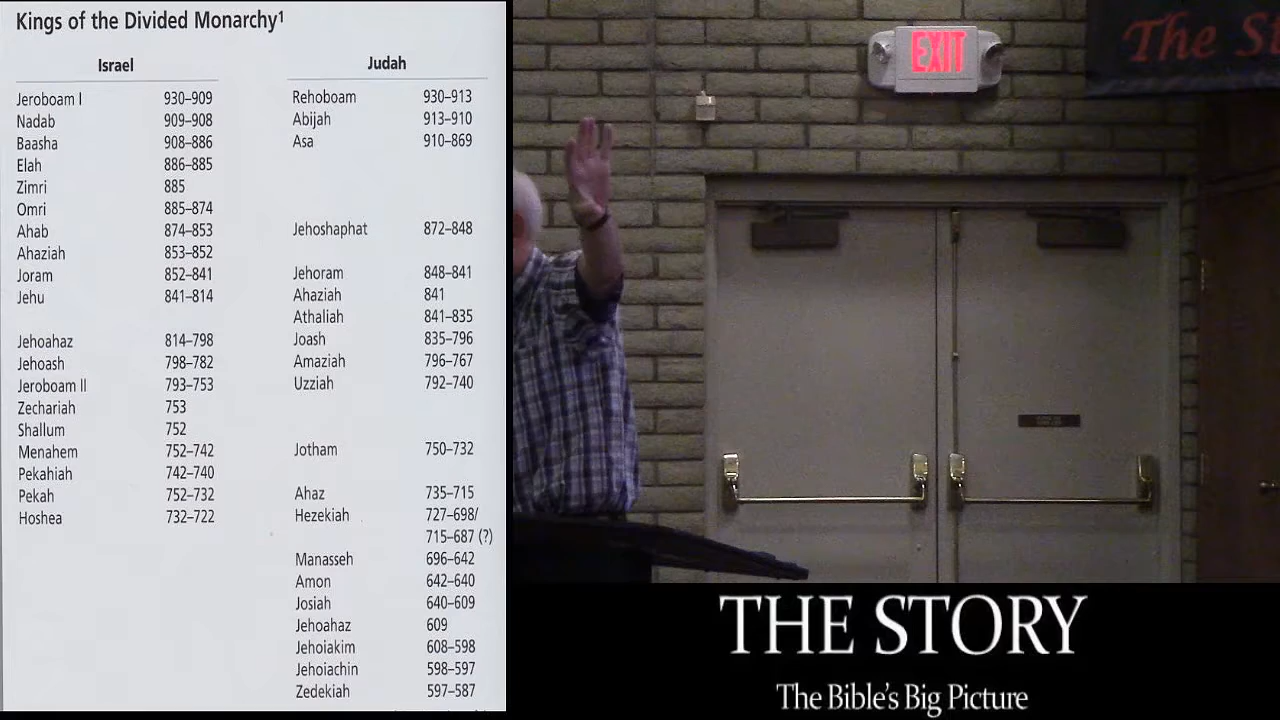 Kings of the Divided Monarchy¹
Israel
Jeroboam I 930–909
Nadab 909–908
Baasha 908–886
Elah 886–885
Zimri 885
Omri 885–874
Ahab 874–853
Ahaziah 853–852
Joram 852–841
Jehu 841–814
Jehoahaz 814–798
Jehoash 798–782
Jeroboam II 793–753
Zechariah 753
Shallum 752
Menahem 752–742
Pekahiah 742–740
Pekah 752–732
Hoshea 732–722
Judah
Rehoboam 930–913
Abijah 913–910
Asa 910–869
Jehoshaphat 872–848
Jehoram 848–841
Ahaziah 841
Athaliah 841–835
Joash 835–796
Amaziah 796–767
Uzziah 792–740
Jotham 750–732
Ahaz 735–715
Hezekiah 727–698/
715–687 (?)
Manasseh 696–642
Amon 642–640
Josiah 640–609
Jehoahaz 609
Jehoiakim 608–598
Jehoiachin 598–597
Zedekiah 597–587
EXIT
The St
THE STORY
The Bible's Big Picture